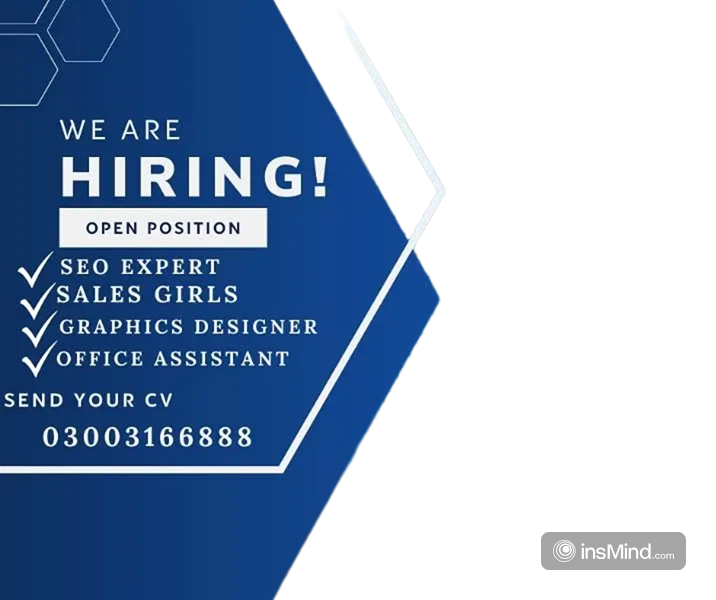 WE ARE
HIRING!
OPEN POSITION
SEO EXPERT
SALES GIRLS
GRAPHICS DESIGNER
OFFICE ASSISTANT
SEND YOUR CV
03003166888
insMind.com